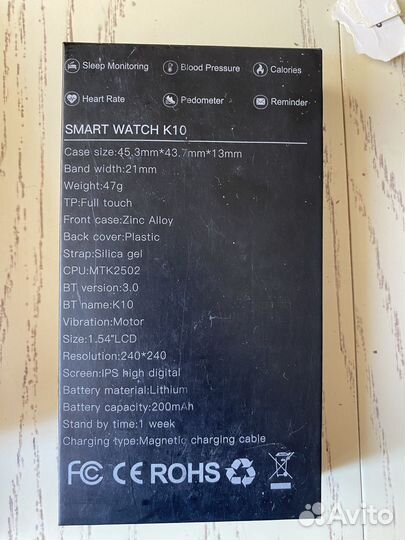 Sleep Monitoring Blood Pressure Calories
Heart Rate Pedometer Reminder
SMART WATCH K10
Case size:45.3mm*43.7mm*13mm
Band width:21mm
Weight:47g
TP:Full touch
Front case:Zinc Alloy
Back cover:Plastic
Strap:Silica gel
CPU:MTK2502
BT version:3.0
BT name:K10
Vibration:Motor
Size:1.54"LCD
Resolution:240*240
Screen:IPS high digital
Battery material:Lithium
Battery capacity:200mAh
Stand by time:1 week
Charging type:Magnetic charging cable
FC CE ROHS
Avito